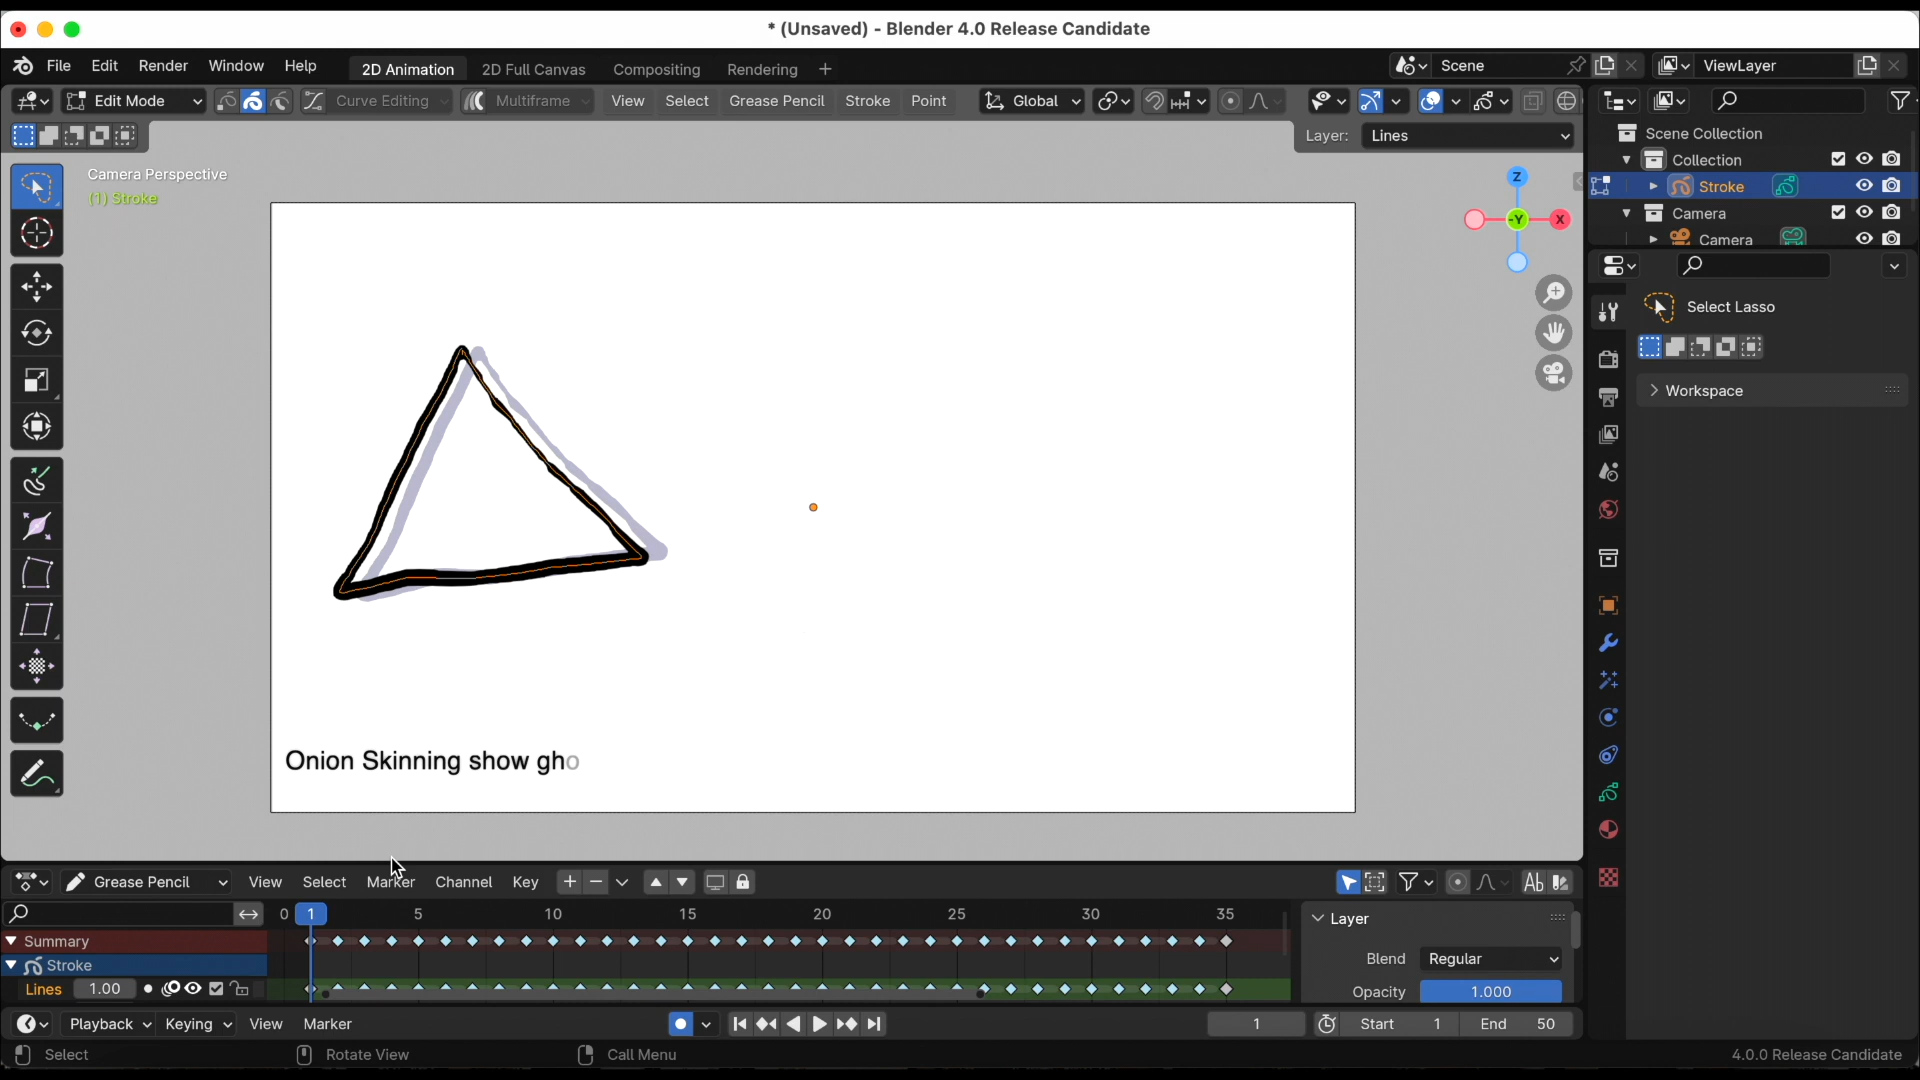 * (Unsaved) - Blender 4.0 Release Candidate
File Edit Render Window Help 2D Animation 2D Full Canvas Compositing Rendering + Scene ViewLayer
Edit Mode Curve Editing Multiframe View Select Grease Pencil Stroke Point Global
Layer: Lines
Scene Collection
Collection
Stroke
Camera
Camera
Camera Perspective
(1) Stroke
Z
-Y X
Select Lasso
Workspace
Onion Skinning show gho
Grease Pencil View Select Marker Channel Key
0 1 5 10 15 20 25 30 35
Layer
Summary
Blend Regular
Stroke
Lines 1.00
Opacity 1.000
Playback Keying View Marker 1 Start 1 End 50
Select Rotate View Call Menu 4.0.0 Release Candidate